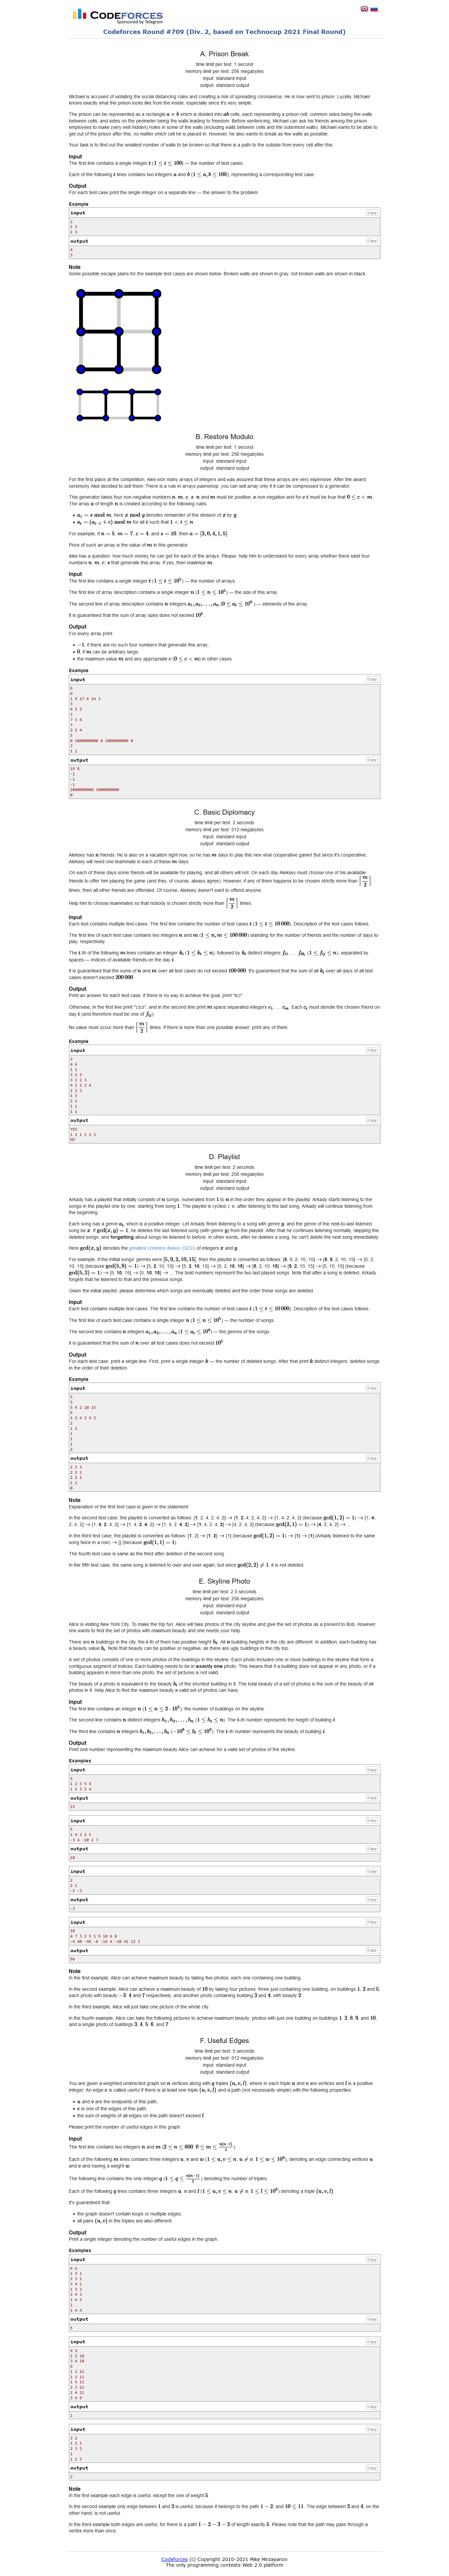 CODEFORCES
Sponsored by Telegram
Codeforces Round #709 (Div. 2, based on Technocup 2021 Final Round)
A. Prison Break
time limit per test: 1 second
memory limit per test: 256 megabytes
input: standard input
output: standard output
Michael is accused of violating the social distancing rules and creating a risk of spreading coronavirus. He is now sent to prison. Luckily, Michael
knows exactly what the prison looks like from the inside, especially since it's very simple.
The prison can be represented as a rectangle a × b which is divided into ab cells, each representing a prison cell, common sides being the walls
between cells, and sides on the perimeter being the walls leading to freedom. Before sentencing, Michael can ask his friends among the prison
employees to make (very well hidden) holes in some of the walls (including walls between cells and the outermost walls). Michael wants to be able to
get out of the prison after this, no matter which cell he is placed in. However, he also wants to break as few walls as possible.
Your task is to find out the smallest number of walls to be broken so that there is a path to the outside from every cell after this.
Input
The first line contains a single integer t (1 ≤ t ≤ 100) — the number of test cases.
Each of the following t lines contains two integers a and b (1 ≤ a, b ≤ 100), representing a corresponding test case.
Output
For each test case print the single integer on a separate line — the answer to the problem.
Example
input
Copy
2
2 2
1 3
output
Copy
4
3
Note
Some possible escape plans for the example test cases are shown below. Broken walls are shown in gray, not broken walls are shown in black.
B. Restore Modulo
time limit per test: 1 second
memory limit per test: 256 megabytes
input: standard input
output: standard output
For the first place at the competition, Alex won many arrays of integers and was assured that these arrays are very expensive. After the award
ceremony Alex decided to sell them. There is a rule in arrays pawnshop: you can sell array only if it can be compressed to a generator.
This generator takes four non-negative numbers n, m, c, s. n and m must be positive, s non-negative and for c it must be true that 0 ≤ c < m.
The array a of length n is created according to the following rules:
• a1 = s mod m, here x mod y denotes remainder of the division of x by y;
• ai = (ai−1 + c) mod m for all i such that 1 < i ≤ n.
For example, if n = 5, m = 7, c = 4, and s = 10, then a = [3, 0, 4, 1, 5].
Price of such an array is the value of m in this generator.
Alex has a question: how much money he can get for each of the arrays. Please, help him to understand for every array whether there exist four
numbers n, m, c, s that generate this array. If yes, then maximize m.
Input
The first line contains a single integer t (1 ≤ t ≤ 10^5) — the number of arrays.
The first line of array description contains a single integer n (1 ≤ n ≤ 10^5) — the size of this array.
The second line of array description contains n integers a1, a2, …, an (0 ≤ ai ≤ 10^9) — elements of the array.
It is guaranteed that the sum of array sizes does not exceed 10^5.
Output
For every array print:
• −1, if there are no such four numbers that generate this array;
• 0, if m can be arbitrary large;
• the maximum value m and any appropriate c (0 ≤ c < m) in other cases.
Example
input
Copy
6
6
1 9 17 6 14 3
3
4 2 2
3
7 3 4
3
2 2 4
5
0 1000000000 0 1000000000 0
2
1 1
output
Copy
19 8
-1
-1
-1
2000000000 1000000000
0
C. Basic Diplomacy
time limit per test: 2 seconds
memory limit per test: 512 megabytes
input: standard input
output: standard output
Aleksey has n friends. He is also on a vacation right now, so he has m days to play this new viral cooperative game! But since it's cooperative,
Aleksey will need one teammate in each of these m days.
On each of these days some friends will be available for playing, and all others will not. On each day Aleksey must choose one of his available
friends to offer him playing the game (and they, of course, always agree). However, if any of them happens to be chosen strictly more than ⌈m/2⌉
times, then all other friends are offended. Of course, Aleksey doesn't want to offend anyone.
Help him to choose teammates so that nobody is chosen strictly more than ⌈m/2⌉ times.
Input
Each test contains multiple test cases. The first line contains the number of test cases t (1 ≤ t ≤ 10 000). Description of the test cases follows.
The first line of each test case contains two integers n and m (1 ≤ n, m ≤ 100 000) standing for the number of friends and the number of days to
play, respectively.
The i-th of the following m lines contains an integer ki (1 ≤ ki ≤ n), followed by ki distinct integers fi1, ..., fiki (1 ≤ fij ≤ n), separated by
spaces — indices of available friends on the day i.
It is guaranteed that the sums of n and m over all test cases do not exceed 100 000. It's guaranteed that the sum of all ki over all days of all test
cases doesn't exceed 200 000.
Output
Print an answer for each test case. If there is no way to achieve the goal, print "NO".
Otherwise, in the first line print "YES", and in the second line print m space separated integers c1, ..., cm. Each ci must denote the chosen friend on
day i (and therefore must be one of fij).
No value must occur more than ⌈m/2⌉ times. If there is more than one possible answer, print any of them.
Example
input
Copy
2
4 6
1 1
2 1 2
3 1 2 3
4 1 2 3 4
2 2 3
1 3
2 2
1 1
1 1
output
Copy
YES
1 2 1 1 2 3
NO
D. Playlist
time limit per test: 2 seconds
memory limit per test: 256 megabytes
input: standard input
output: standard output
Arkady has a playlist that initially consists of n songs, numerated from 1 to n in the order they appear in the playlist. Arkady starts listening to the
songs in the playlist one by one, starting from song 1. The playlist is cycled, i. e. after listening to the last song, Arkady will continue listening from
the beginning.
Each song has a genre ai, which is a positive integer. Let Arkady finish listening to a song with genre y, and the genre of the next-to-last listened
song be x. If gcd(x, y) = 1, he deletes the last listened song (with genre y) from the playlist. After that he continues listening normally, skipping the
deleted songs, and forgetting about songs he listened to before. In other words, after he deletes a song, he can't delete the next song immediately.
Here gcd(x, y) denotes the greatest common divisor (GCD) of integers x and y.
For example, if the initial songs' genres were [5, 9, 2, 10, 15], then the playlist is converted as follows: [5, 9, 2, 10, 15] → [5, 9, 2, 10, 15] → [5, 2,
10, 15] (because gcd(5, 9) = 1) → [5, 2, 10, 15] → [5, 2, 10, 15] → [5, 2, 10, 15] → [5, 2, 10, 15] → [5, 2, 10, 15] → [5, 10, 15] (because
gcd(5, 2) = 1) → [5, 10, 15] → [5, 10, 15] → ... The bold numbers represent the two last played songs. Note that after a song is deleted, Arkady
forgets that he listened to that and the previous songs.
Given the initial playlist, please determine which songs are eventually deleted and the order these songs are deleted.
Input
Each test contains multiple test cases. The first line contains the number of test cases t (1 ≤ t ≤ 10 000). Description of the test cases follows.
The first line of each test case contains a single integer n (1 ≤ n ≤ 10^5) — the number of songs.
The second line contains n integers a1, a2, …, an (1 ≤ ai ≤ 10^9) — the genres of the songs.
It is guaranteed that the sum of n over all test cases does not exceed 10^5.
Output
For each test case, print a single line. First, print a single integer k — the number of deleted songs. After that print k distinct integers: deleted songs
in the order of their deletion.
Example
input
Copy
5
5
5 9 2 10 15
6
1 2 4 2 4 2
2
1 2
1
1
1
2
output
Copy
2 2 3
2 2 1
2 2 1
1 1
0
Note
Explanation of the first test case is given in the statement.
In the second test case, the playlist is converted as follows: [1, 2, 4, 2, 4, 2] → [1, 2, 4, 2, 4, 2] → [1, 4, 2, 4, 2] (because gcd(1, 2) = 1) → [1, 4,
2, 4, 2] → [1, 4, 2, 4, 2] → [1, 4, 2, 4, 2] → [1, 4, 2, 4, 2] → [1, 4, 2, 4, 2] → [4, 2, 4, 2] (because gcd(2, 1) = 1) → [4, 2, 4, 2] → ...
In the third test case, the playlist is converted as follows: [1, 2] → [1, 2] → [1] (because gcd(1, 2) = 1) → [1] → [1] (Arkady listened to the same
song twice in a row) → [] (because gcd(1, 1) = 1).
The fourth test case is same as the third after deletion of the second song.
In the fifth test case, the same song is listened to over and over again, but since gcd(2, 2) ≠ 1, it is not deleted.
E. Skyline Photo
time limit per test: 2.5 seconds
memory limit per test: 256 megabytes
input: standard input
output: standard output
Alice is visiting New York City. To make the trip fun, Alice will take photos of the city skyline and give the set of photos as a present to Bob. However,
she wants to find the set of photos with maximum beauty and she needs your help.
There are n buildings in the city, the i-th of them has positive height hi. All n building heights in the city are different. In addition, each building has
a beauty value bi. Note that beauty can be positive or negative, as there are ugly buildings in the city too.
A set of photos consists of one or more photos of the buildings in the skyline. Each photo includes one or more buildings in the skyline that form a
contiguous segment of indices. Each building needs to be in exactly one photo. This means that if a building does not appear in any photo, or if a
building appears in more than one photo, the set of pictures is not valid.
The beauty of a photo is equivalent to the beauty bi of the shortest building in it. The total beauty of a set of photos is the sum of the beauty of all
photos in it. Help Alice to find the maximum beauty a valid set of photos can have.
Input
The first line contains an integer n (1 ≤ n ≤ 3·10^5), the number of buildings on the skyline.
The second line contains n distinct integers h1, h2, …, hn (1 ≤ hi ≤ n). The i-th number represents the height of building i.
The third line contains n integers b1, b2, …, bn (−10^9 ≤ bi ≤ 10^9). The i-th number represents the beauty of building i.
Output
Print one number representing the maximum beauty Alice can achieve for a valid set of photos of the skyline.
Examples
input
Copy
5
1 2 3 5 4
1 5 3 2 4
output
Copy
15
input
Copy
5
1 4 3 2 5
-3 4 -10 2 7
output
Copy
10
input
Copy
2
2 1
-2 -3
output
Copy
-3
input
Copy
10
4 7 3 2 5 1 9 10 6 8
-4 40 -46 -8 -16 4 -10 41 12 3
output
Copy
96
Note
In the first example, Alice can achieve maximum beauty by taking five photos, each one containing one building.
In the second example, Alice can achieve a maximum beauty of 10 by taking four pictures: three just containing one building, on buildings 1, 2 and 5,
each photo with beauty −3, 4 and 7 respectively, and another photo containing building 3 and 4, with beauty 2.
In the third example, Alice will just take one picture of the whole city.
In the fourth example, Alice can take the following pictures to achieve maximum beauty: photos with just one building on buildings 1, 2, 8, 9, and 10,
and a single photo of buildings 3, 4, 5, 6, and 7.
F. Useful Edges
time limit per test: 5 seconds
memory limit per test: 512 megabytes
input: standard input
output: standard output
You are given a weighted undirected graph on n vertices along with q triples (u, v, l), where in each triple u and v are vertices and l is a positive
integer. An edge e is called useful if there is at least one triple (u, v, l) and a path (not necessarily simple) with the following properties:
• u and v are the endpoints of this path,
• e is one of the edges of this path,
• the sum of weights of all edges on this path doesn't exceed l.
Please print the number of useful edges in this graph.
Input
The first line contains two integers n and m (2 ≤ n ≤ 600, 0 ≤ m ≤ n(n−1)/2).
Each of the following m lines contains three integers u, v and w (1 ≤ u, v ≤ n, u ≠ v, 1 ≤ w ≤ 10^9), denoting an edge connecting vertices u
and v and having a weight w.
The following line contains the only integer q (1 ≤ q ≤ n(n−1)/2) denoting the number of triples.
Each of the following q lines contains three integers u, v and l (1 ≤ u, v ≤ n, u ≠ v, 1 ≤ l ≤ 10^9) denoting a triple (u, v, l).
It's guaranteed that:
• the graph doesn't contain loops or multiple edges;
• all pairs (u, v) in the triples are also different.
Output
Print a single integer denoting the number of useful edges in the graph.
Examples
input
Copy
4 6
1 2 1
2 3 1
3 4 1
1 3 3
2 4 3
1 4 5
1
1 4 4
output
Copy
5
input
Copy
4 2
1 2 10
3 4 10
6
1 2 11
1 3 11
1 4 11
2 3 11
2 4 11
3 4 9
output
Copy
1
input
Copy
3 2
1 2 1
2 3 2
1
1 2 5
output
Copy
2
Note
In the first example each edge is useful, except the one of weight 5.
In the second example only edge between 1 and 2 is useful, because it belongs to the path 1 − 2, and 10 ≤ 11. The edge between 3 and 4, on the
other hand, is not useful.
In the third example both edges are useful, for there is a path 1 − 2 − 3 − 2 of length exactly 5. Please note that the path may pass through a
vertex more than once.
Codeforces (c) Copyright 2010-2021 Mike Mirzayanov
The only programming contests Web 2.0 platform